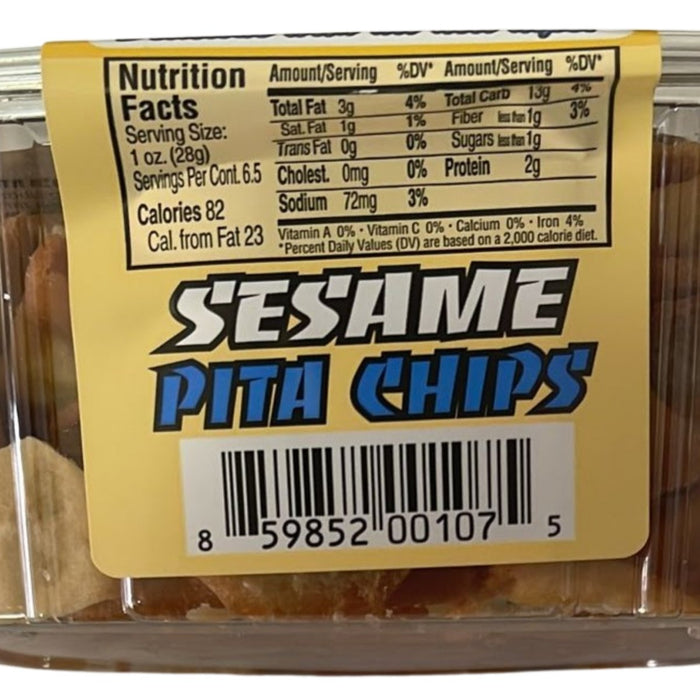 Nutrition Facts
Serving Size:
1 oz. (28g)
Servings Per Cont. 6.5
Calories 82
Cal. from Fat 23
Amount/Serving %DV* Amount/Serving %DV*
Total Fat 3g 4% Total Carb 13g 4%
Sat. Fat 1g 1% Fiber less than 1g 3%
Trans Fat 0g 0% Sugars less than 1g
Cholest. 0mg 0% Protein 2g
Sodium 72mg 3%
Vitamin A 0% • Vitamin C 0% • Calcium 0% • Iron 4%
*Percent Daily Values (DV) are based on a 2,000 calorie diet.
SESAME
PITA CHIPS
8 59852 00107 5